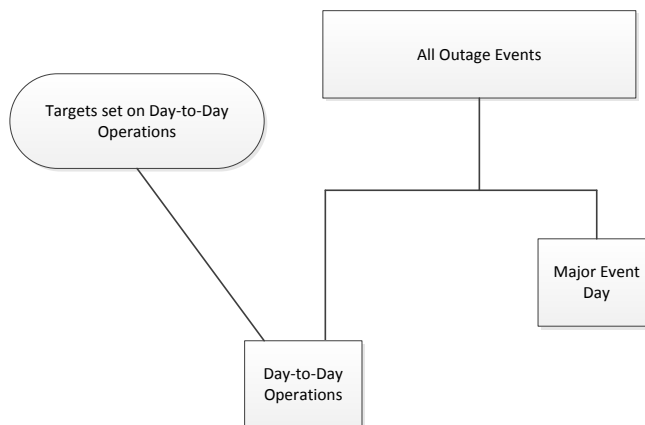 All Outage Events
Targets set on Day-to-Day
Operations
Major Event
Day
Day-to-Day
Operations